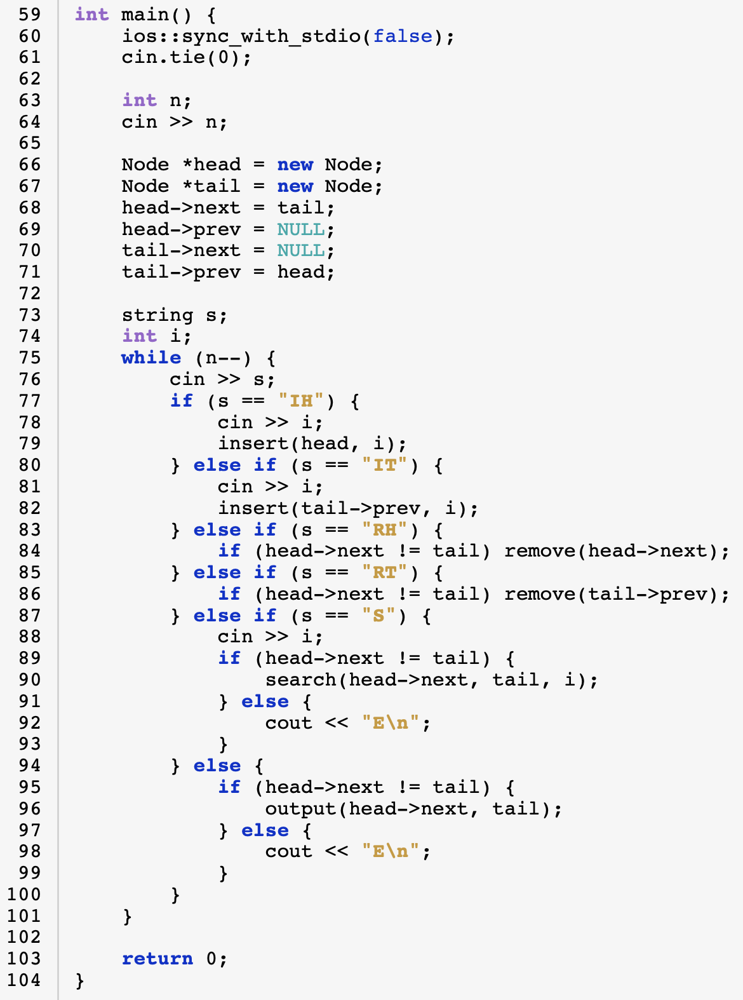 59 int main() {
60 ios::sync_with_stdio(false);
61 cin.tie(0);
62
63 int n;
64 cin >> n;
65
66 Node *head = new Node;
67 Node *tail = new Node;
68 head->next = tail;
69 head->prev = NULL;
70 tail->next = NULL;
71 tail->prev = head;
72
73 string s;
74 int i;
75 while (n--) {
76 cin >> s;
77 if (s == "IH") {
78 cin >> i;
79 insert(head, i);
80 } else if (s == "IT") {
81 cin >> i;
82 insert(tail->prev, i);
83 } else if (s == "RH") {
84 if (head->next != tail) remove(head->next);
85 } else if (s == "RT") {
86 if (head->next != tail) remove(tail->prev);
87 } else if (s == "S") {
88 cin >> i;
89 if (head->next != tail) {
90 search(head->next, tail, i);
91 } else {
92 cout << "E\n";
93 }
94 } else {
95 if (head->next != tail) {
96 output(head->next, tail);
97 } else {
98 cout << "E\n";
99 }
100 }
101 }
102
103 return 0;
104 }